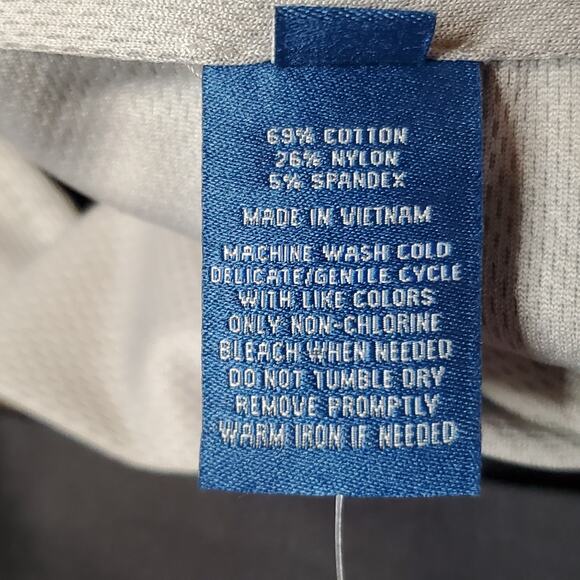 69% COTTON
26% NYLON
5% SPANDEX
MADE IN VIETNAM
MACHINE WASH COLD
DELICATE/GENTLE CYCLE
WITH LIKE COLORS
ONLY NON-CHLORINE
BLEACH WHEN NEEDED
DO NOT TUMBLE DRY
REMOVE PROMPTLY
WARM IRON IF NEEDED